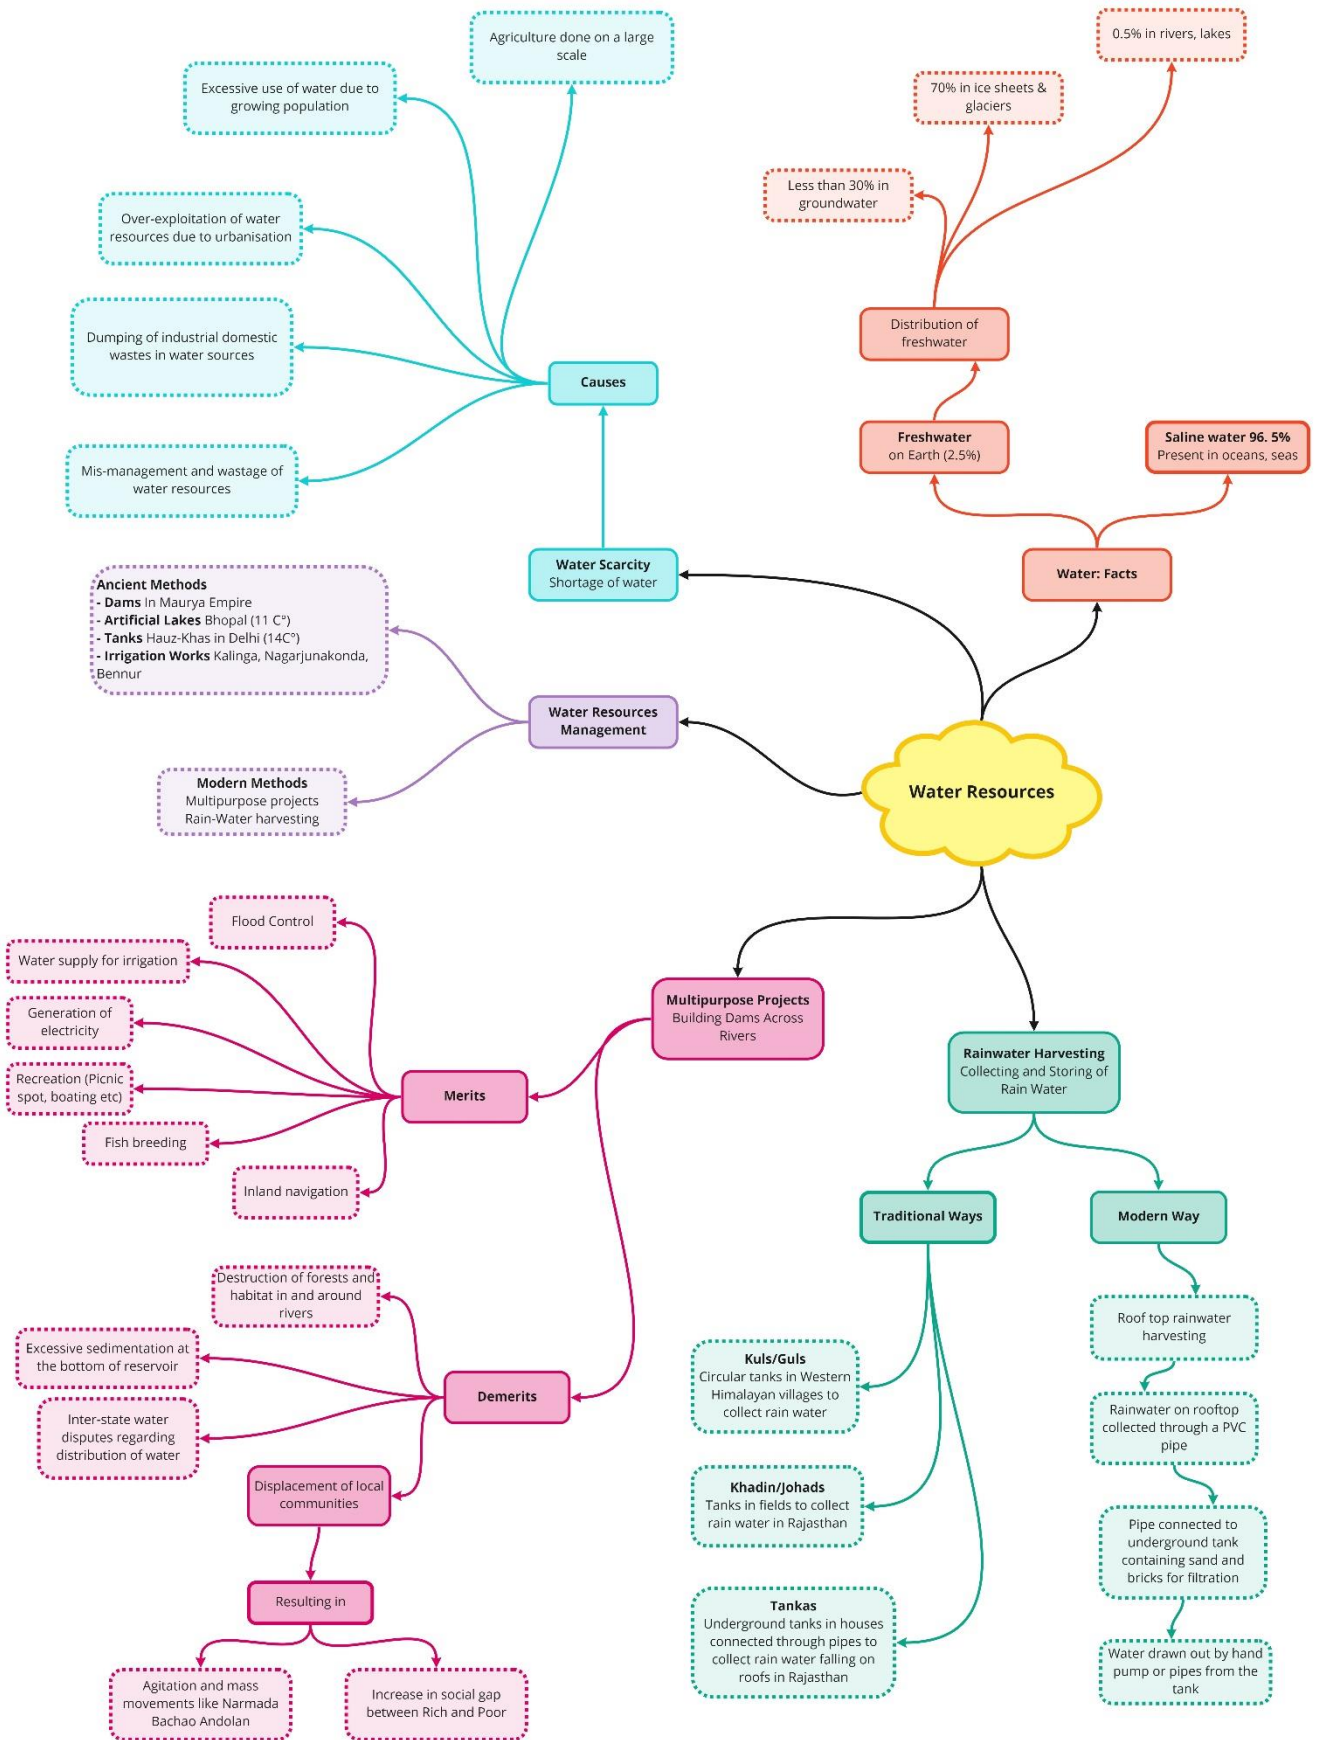 Agriculture done on a large
scale
Excessive use of water due to
growing population
Over-exploitation of water
resources due to urbanisation
Dumping of industrial domestic
wastes in water sources
Mis-management and wastage of
water resources
Causes
Water Scarcity
Shortage of water
0.5% in rivers, lakes
70% in ice sheets &
glaciers
Less than 30% in
groundwater
Distribution of
freshwater
Freshwater
on Earth (2.5%)
Saline water 96. 5%
Present in oceans, seas
Water: Facts
Ancient Methods
- Dams In Maurya Empire
- Artificial Lakes Bhopal (11 C°)
- Tanks Hauz-Khas in Delhi (14C°)
- Irrigation Works Kalinga, Nagarjunakonda,
Bennur
Water Resources
Management
Modern Methods
Multipurpose projects
Rain-Water harvesting
Water Resources
Multipurpose Projects
Building Dams Across
Rivers
Flood Control
Water supply for irrigation
Generation of
electricity
Recreation (Picnic
spot, boating etc)
Fish breeding
Inland navigation
Merits
Destruction of forests and
habitat in and around
rivers
Excessive sedimentation at
the bottom of reservoir
Inter-state water
disputes regarding
distribution of water
Demerits
Displacement of local
communities
Resulting in
Agitation and mass
movements like Narmada
Bachao Andolan
Increase in social gap
between Rich and Poor
Rainwater Harvesting
Collecting and Storing of
Rain Water
Traditional Ways
Kuls/Guls
Circular tanks in Western
Himalayan villages to
collect rain water
Khadin/Johads
Tanks in fields to collect
rain water in Rajasthan
Tankas
Underground tanks in houses
connected through pipes to
collect rain water falling on
roofs in Rajasthan
Modern Way
Roof top rainwater
harvesting
Rainwater on rooftop
collected through a PVC
pipe
Pipe connected to
underground tank
containing sand and
bricks for filtration
Water drawn out by hand
pump or pipes from the
tank